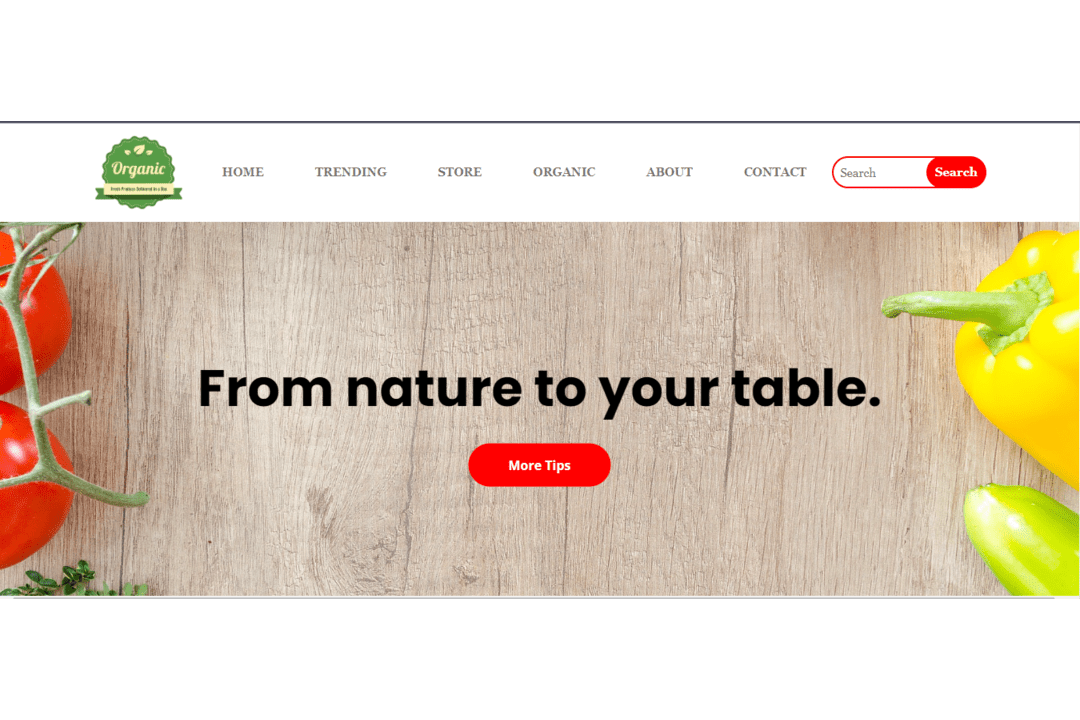 Organic
Fresh Produce Delivered in a Box
HOME
TRENDING
STORE
ORGANIC
ABOUT
CONTACT
Search
Search
From nature to your table.
More Tips